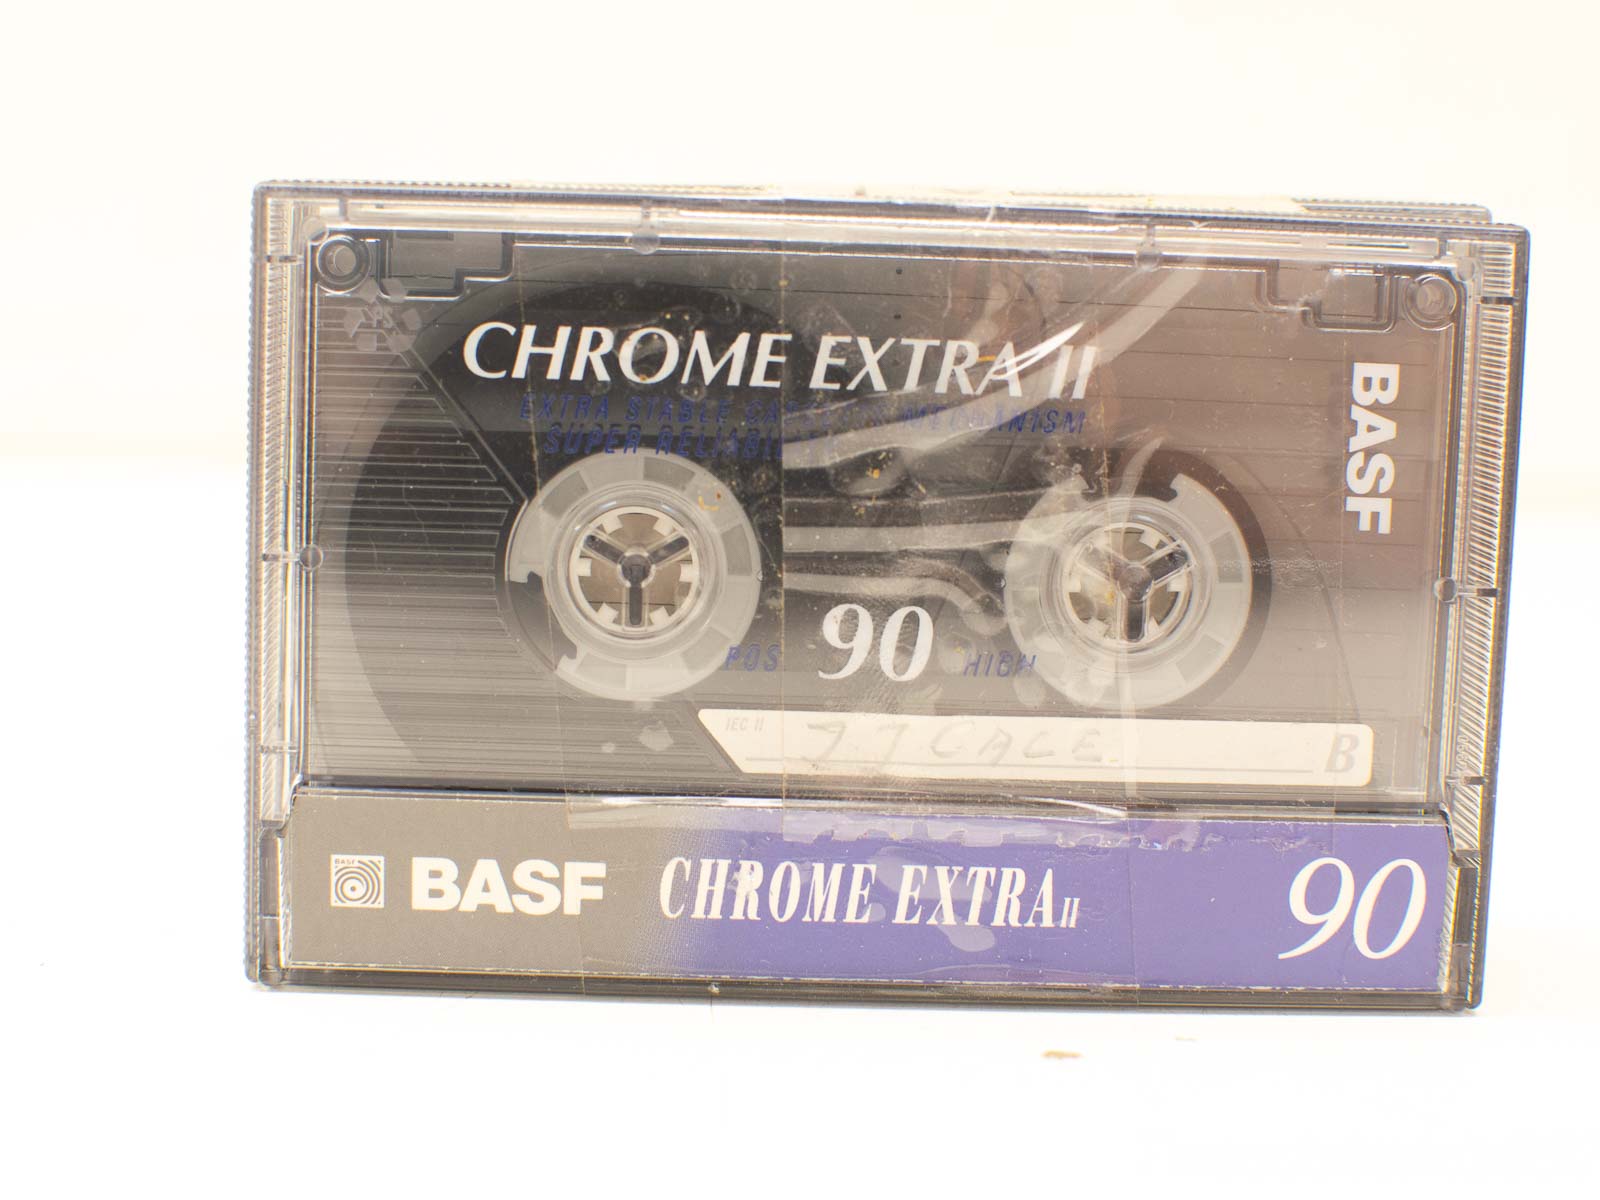 CHROME EXTRA II
EXTRA STABLE CASSETTE MECHANISM
SUPER RELIABILITY
BASF
POS. 90 HIGH
IEC II J J CALE B
BASF
BASF CHROME EXTRA II 90